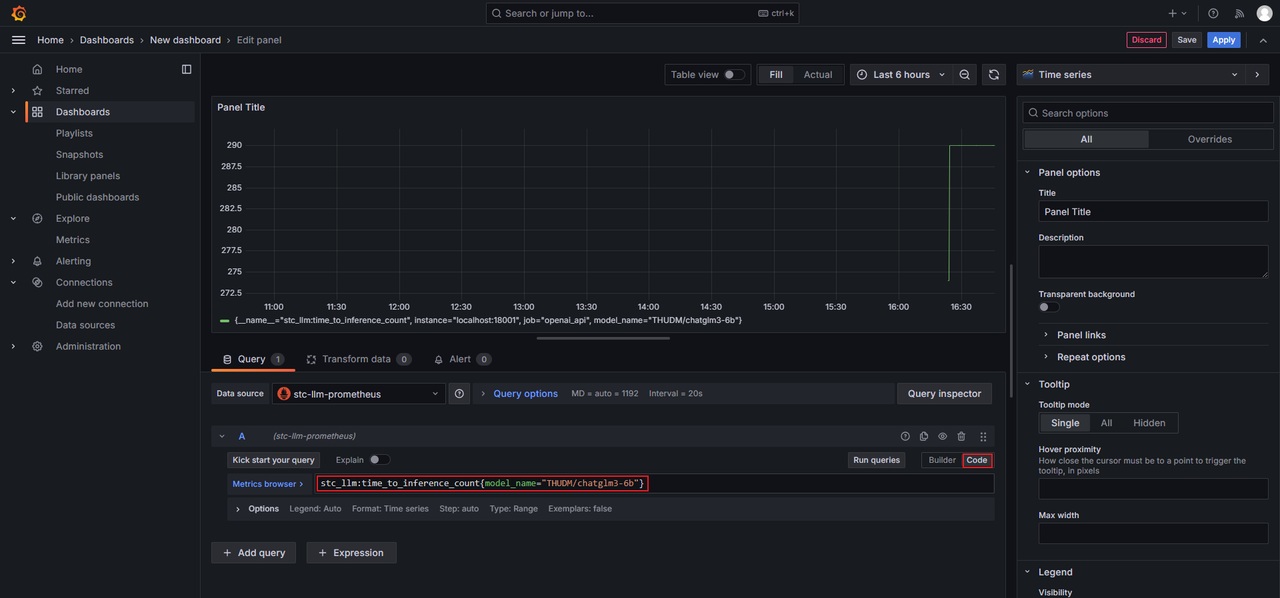 Search or jump to... ctrl+k
Home › Dashboards › New dashboard › Edit panel Discard Save Apply
Home
Starred
Dashboards
Playlists
Snapshots
Library panels
Public dashboards
Explore
Metrics
Alerting
Connections
Add new connection
Data sources
Administration
Table view Fill Actual Last 6 hours
Panel Title
290
287.5
285
282.5
280
277.5
275
272.5
11:00 11:30 12:00 12:30 13:00 13:30 14:00 14:30 15:00 15:30 16:00 16:30
{__name__="stc_llm:time_to_inference_count", instance="localhost:18001", job="openai_api", model_name="THUDM/chatglm3-6b"}
Query 1 Transform data 0 Alert 0
Data source stc-llm-prometheus › Query options MD = auto = 1192 Interval = 20s Query inspector
A (stc-llm-prometheus)
Kick start your query Explain Run queries Builder Code
Metrics browser › stc_llm:time_to_inference_count{model_name="THUDM/chatglm3-6b"}
› Options Legend: Auto Format: Time series Step: auto Type: Range Exemplars: false
+ Add query + Expression
Time series
Search options
All Overrides
Panel options
Title
Panel Title
Description
Transparent background
Panel links
Repeat options
Tooltip
Tooltip mode
Single All Hidden
Hover proximity
How close the cursor must be to a point to trigger the
tooltip, in pixels
Max width
Legend
Visibility